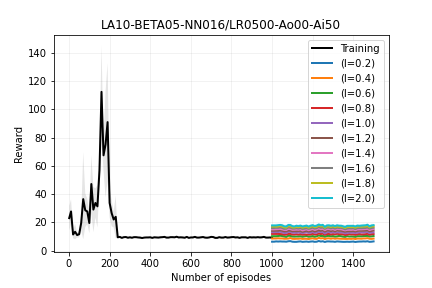 LA10-BETA05-NN016/LR0500-Ao00-Ai50
Reward
140
120
100
80
60
40
20
0
Training
(l=0.2)
(l=0.4)
(l=0.6)
(l=0.8)
(l=1.0)
(l=1.2)
(l=1.4)
(l=1.6)
(l=1.8)
(l=2.0)
0 200 400 600 800 1000 1200 1400
Number of episodes